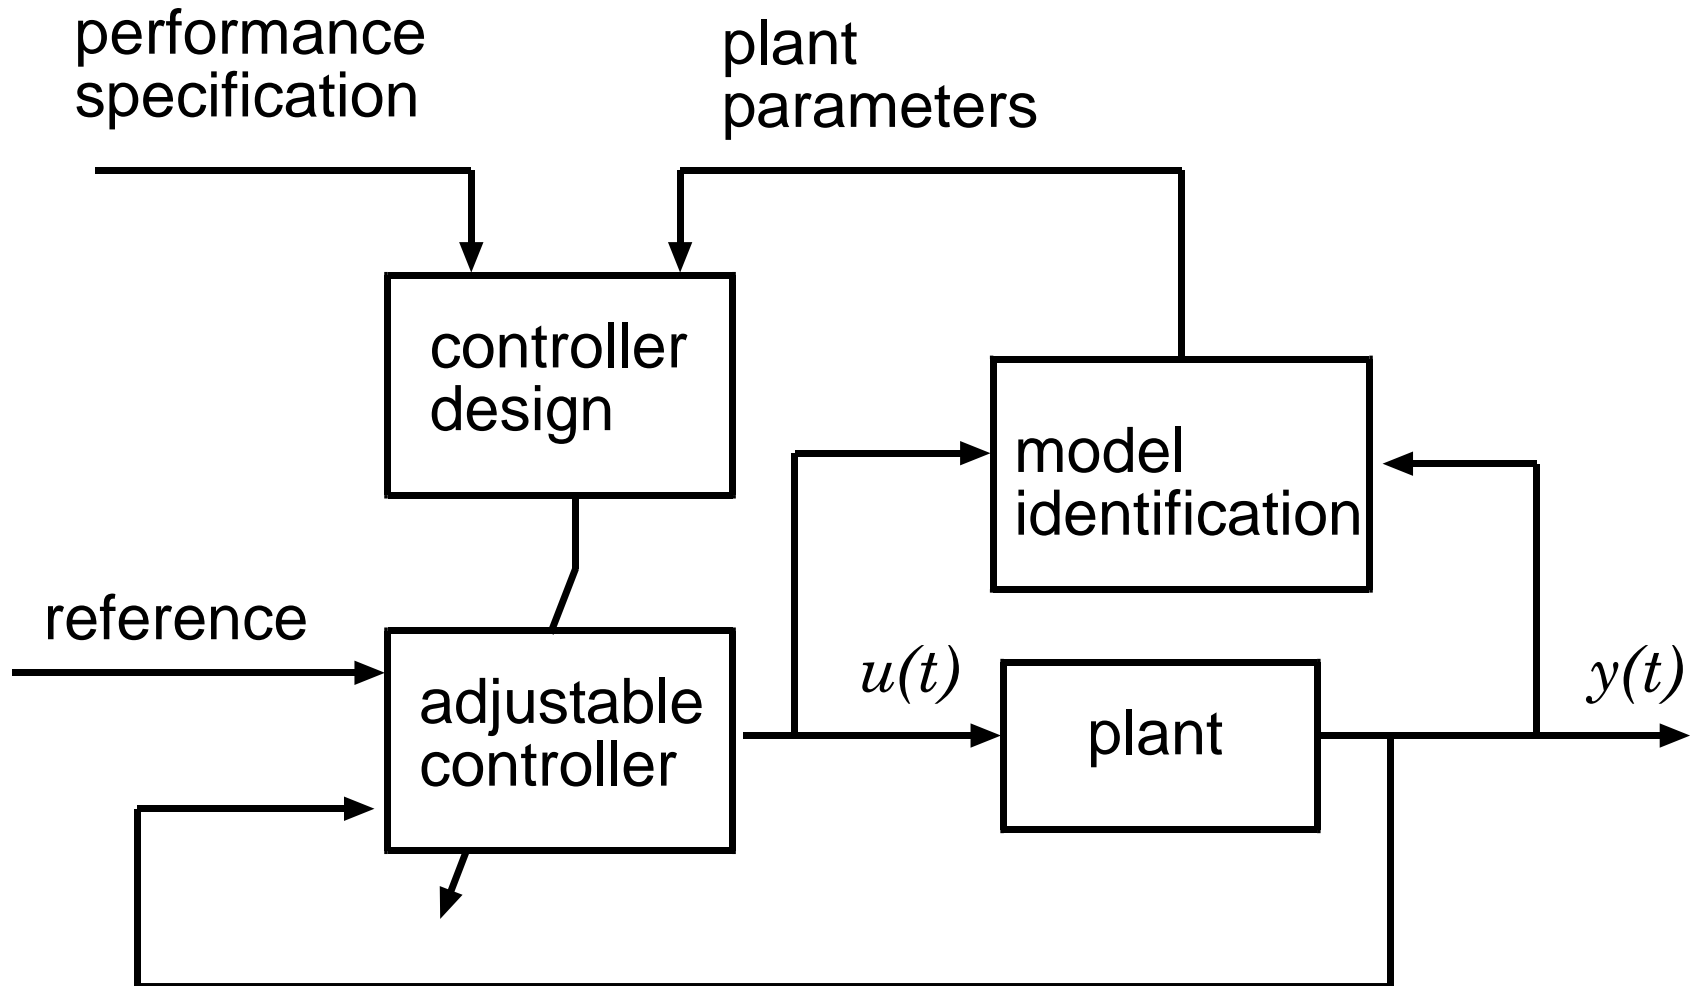 performance
specification
plant
parameters
controller
design
model
identification
reference
adjustable
controller
u(t)
plant
y(t)